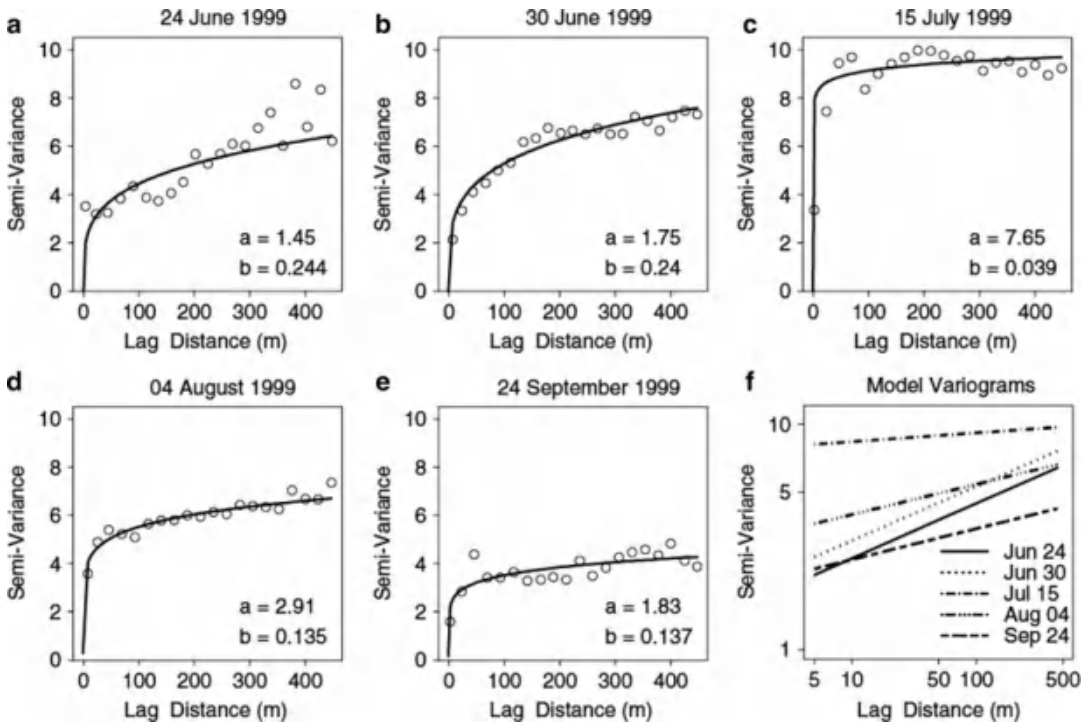 a
24 June 1999
10
8
6
4
2
0
Semi-Variance
a = 1.45
b = 0.244
0 100 200 300 400
Lag Distance (m)
b
30 June 1999
10
8
6
4
2
0
Semi-Variance
a = 1.75
b = 0.24
0 100 200 300 400
Lag Distance (m)
c
15 July 1999
10
8
6
4
2
0
Semi-Variance
a = 7.65
b = 0.039
0 100 200 300 400
Lag Distance (m)
d
04 August 1999
10
8
6
4
2
0
Semi-Variance
a = 2.91
b = 0.135
0 100 200 300 400
Lag Distance (m)
e
24 September 1999
10
8
6
4
2
0
Semi-Variance
a = 1.83
b = 0.137
0 100 200 300 400
Lag Distance (m)
f
Model Variograms
10
5
1
Semi-Variance
Jun 24
Jun 30
Jul 15
Aug 04
Sep 24
5 10 50 100 500
Lag Distance (m)